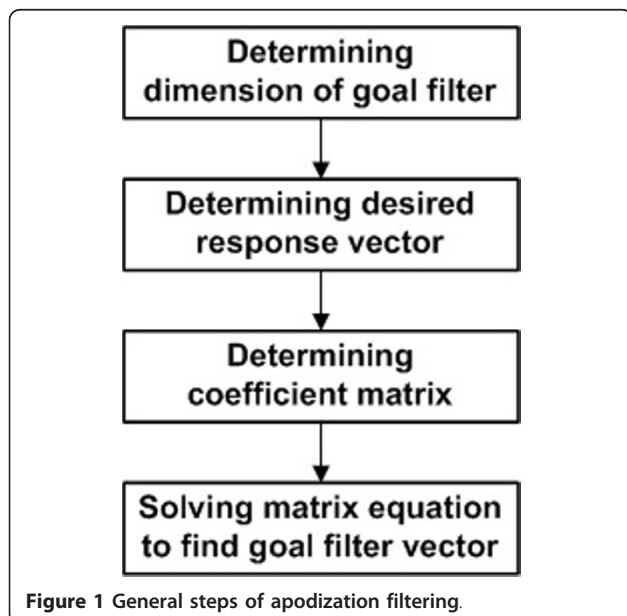 Determining
dimension of goal filter
Determining desired
response vector
Determining
coefficient matrix
Solving matrix equation
to find goal filter vector
Figure 1 General steps of apodization filtering.